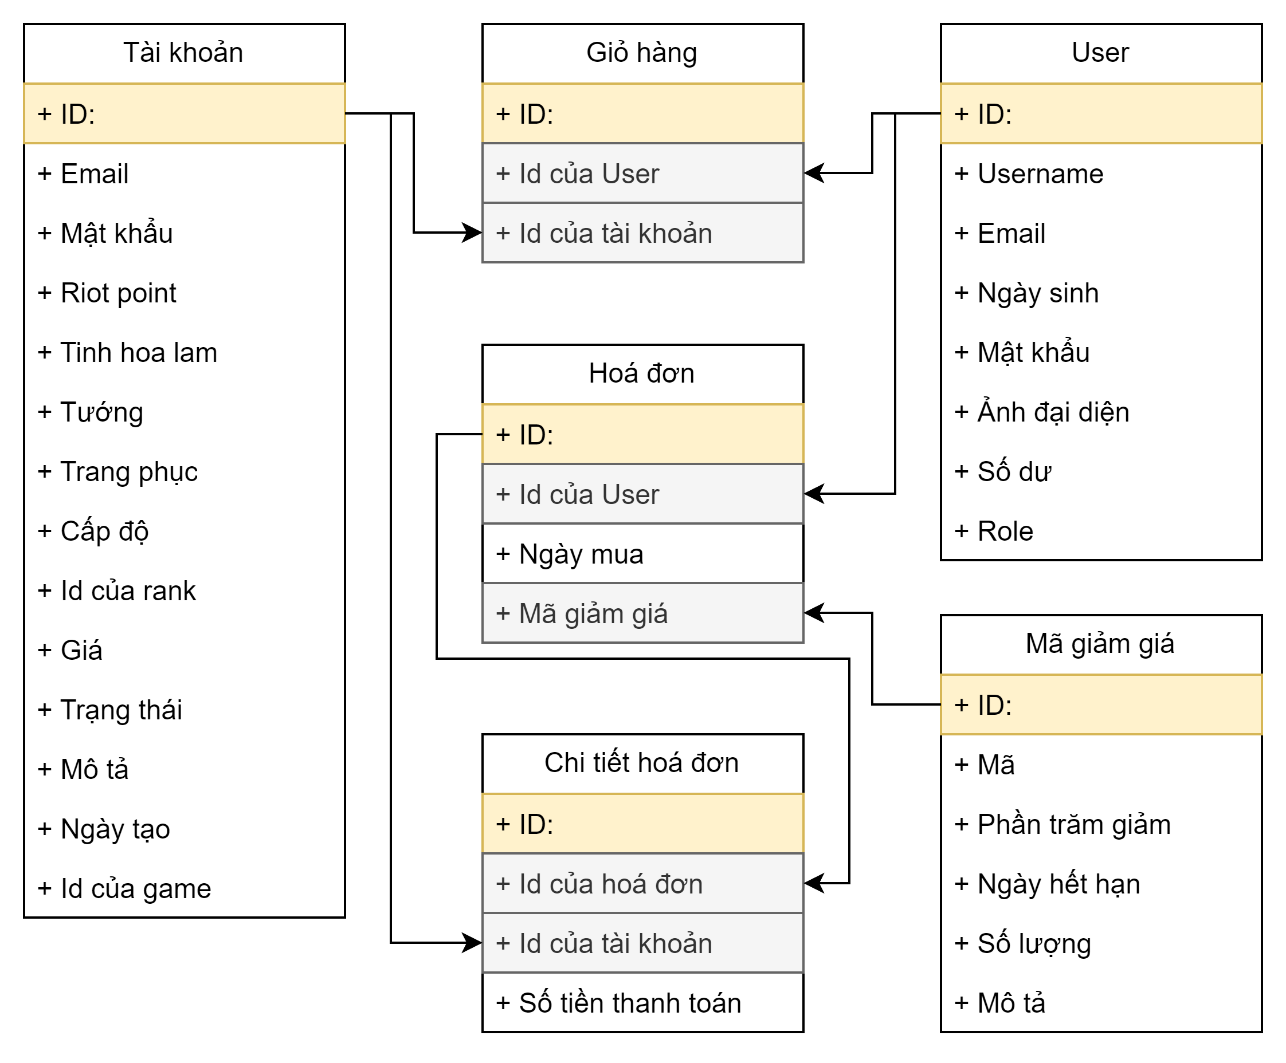 Tài khoản
+ ID:
+ Email
+ Mật khẩu
+ Riot point
+ Tinh hoa lam
+ Tướng
+ Trang phục
+ Cấp độ
+ Id của rank
+ Giá
+ Trạng thái
+ Mô tả
+ Ngày tạo
+ Id của game
Giỏ hàng
+ ID:
+ Id của User
+ Id của tài khoản
Hoá đơn
+ ID:
+ Id của User
+ Ngày mua
+ Mã giảm giá
Chi tiết hoá đơn
+ ID:
+ Id của hoá đơn
+ Id của tài khoản
+ Số tiền thanh toán
User
+ ID:
+ Username
+ Email
+ Ngày sinh
+ Mật khẩu
+ Ảnh đại diện
+ Số dư
+ Role
Mã giảm giá
+ ID:
+ Mã
+ Phần trăm giảm
+ Ngày hết hạn
+ Số lượng
+ Mô tả